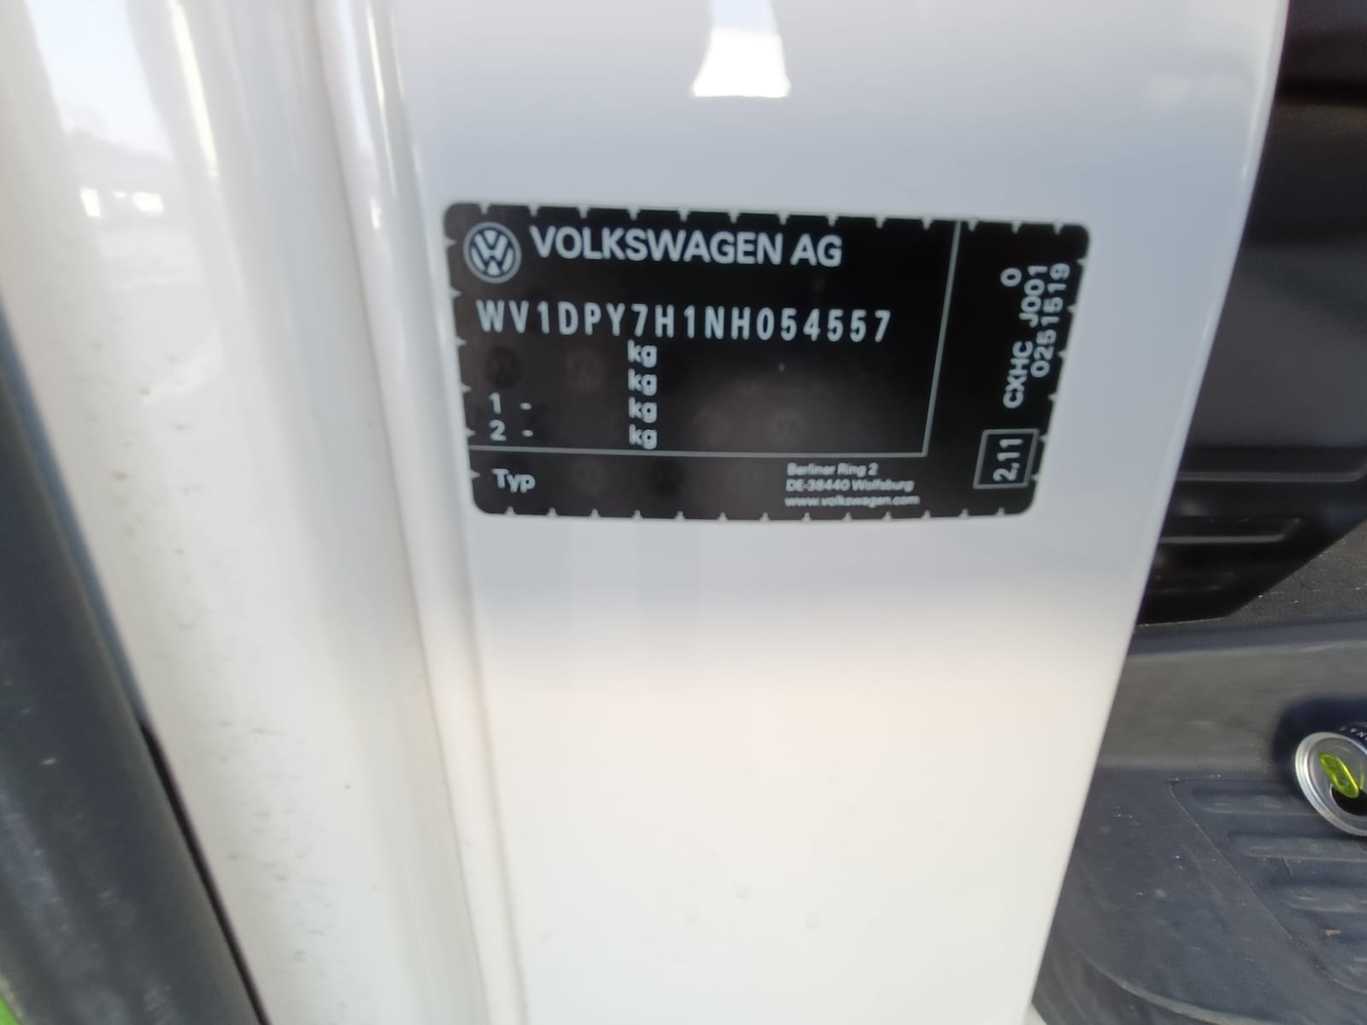 VOLKSWAGEN AG
WV1DPY7H1NH054557
kg
kg
1 - kg
2 - kg
Typ
Berliner Ring 2
DE-38440 Wolfsburg
www.volkswagen.com
0
CXHC J001
0251519
2,11